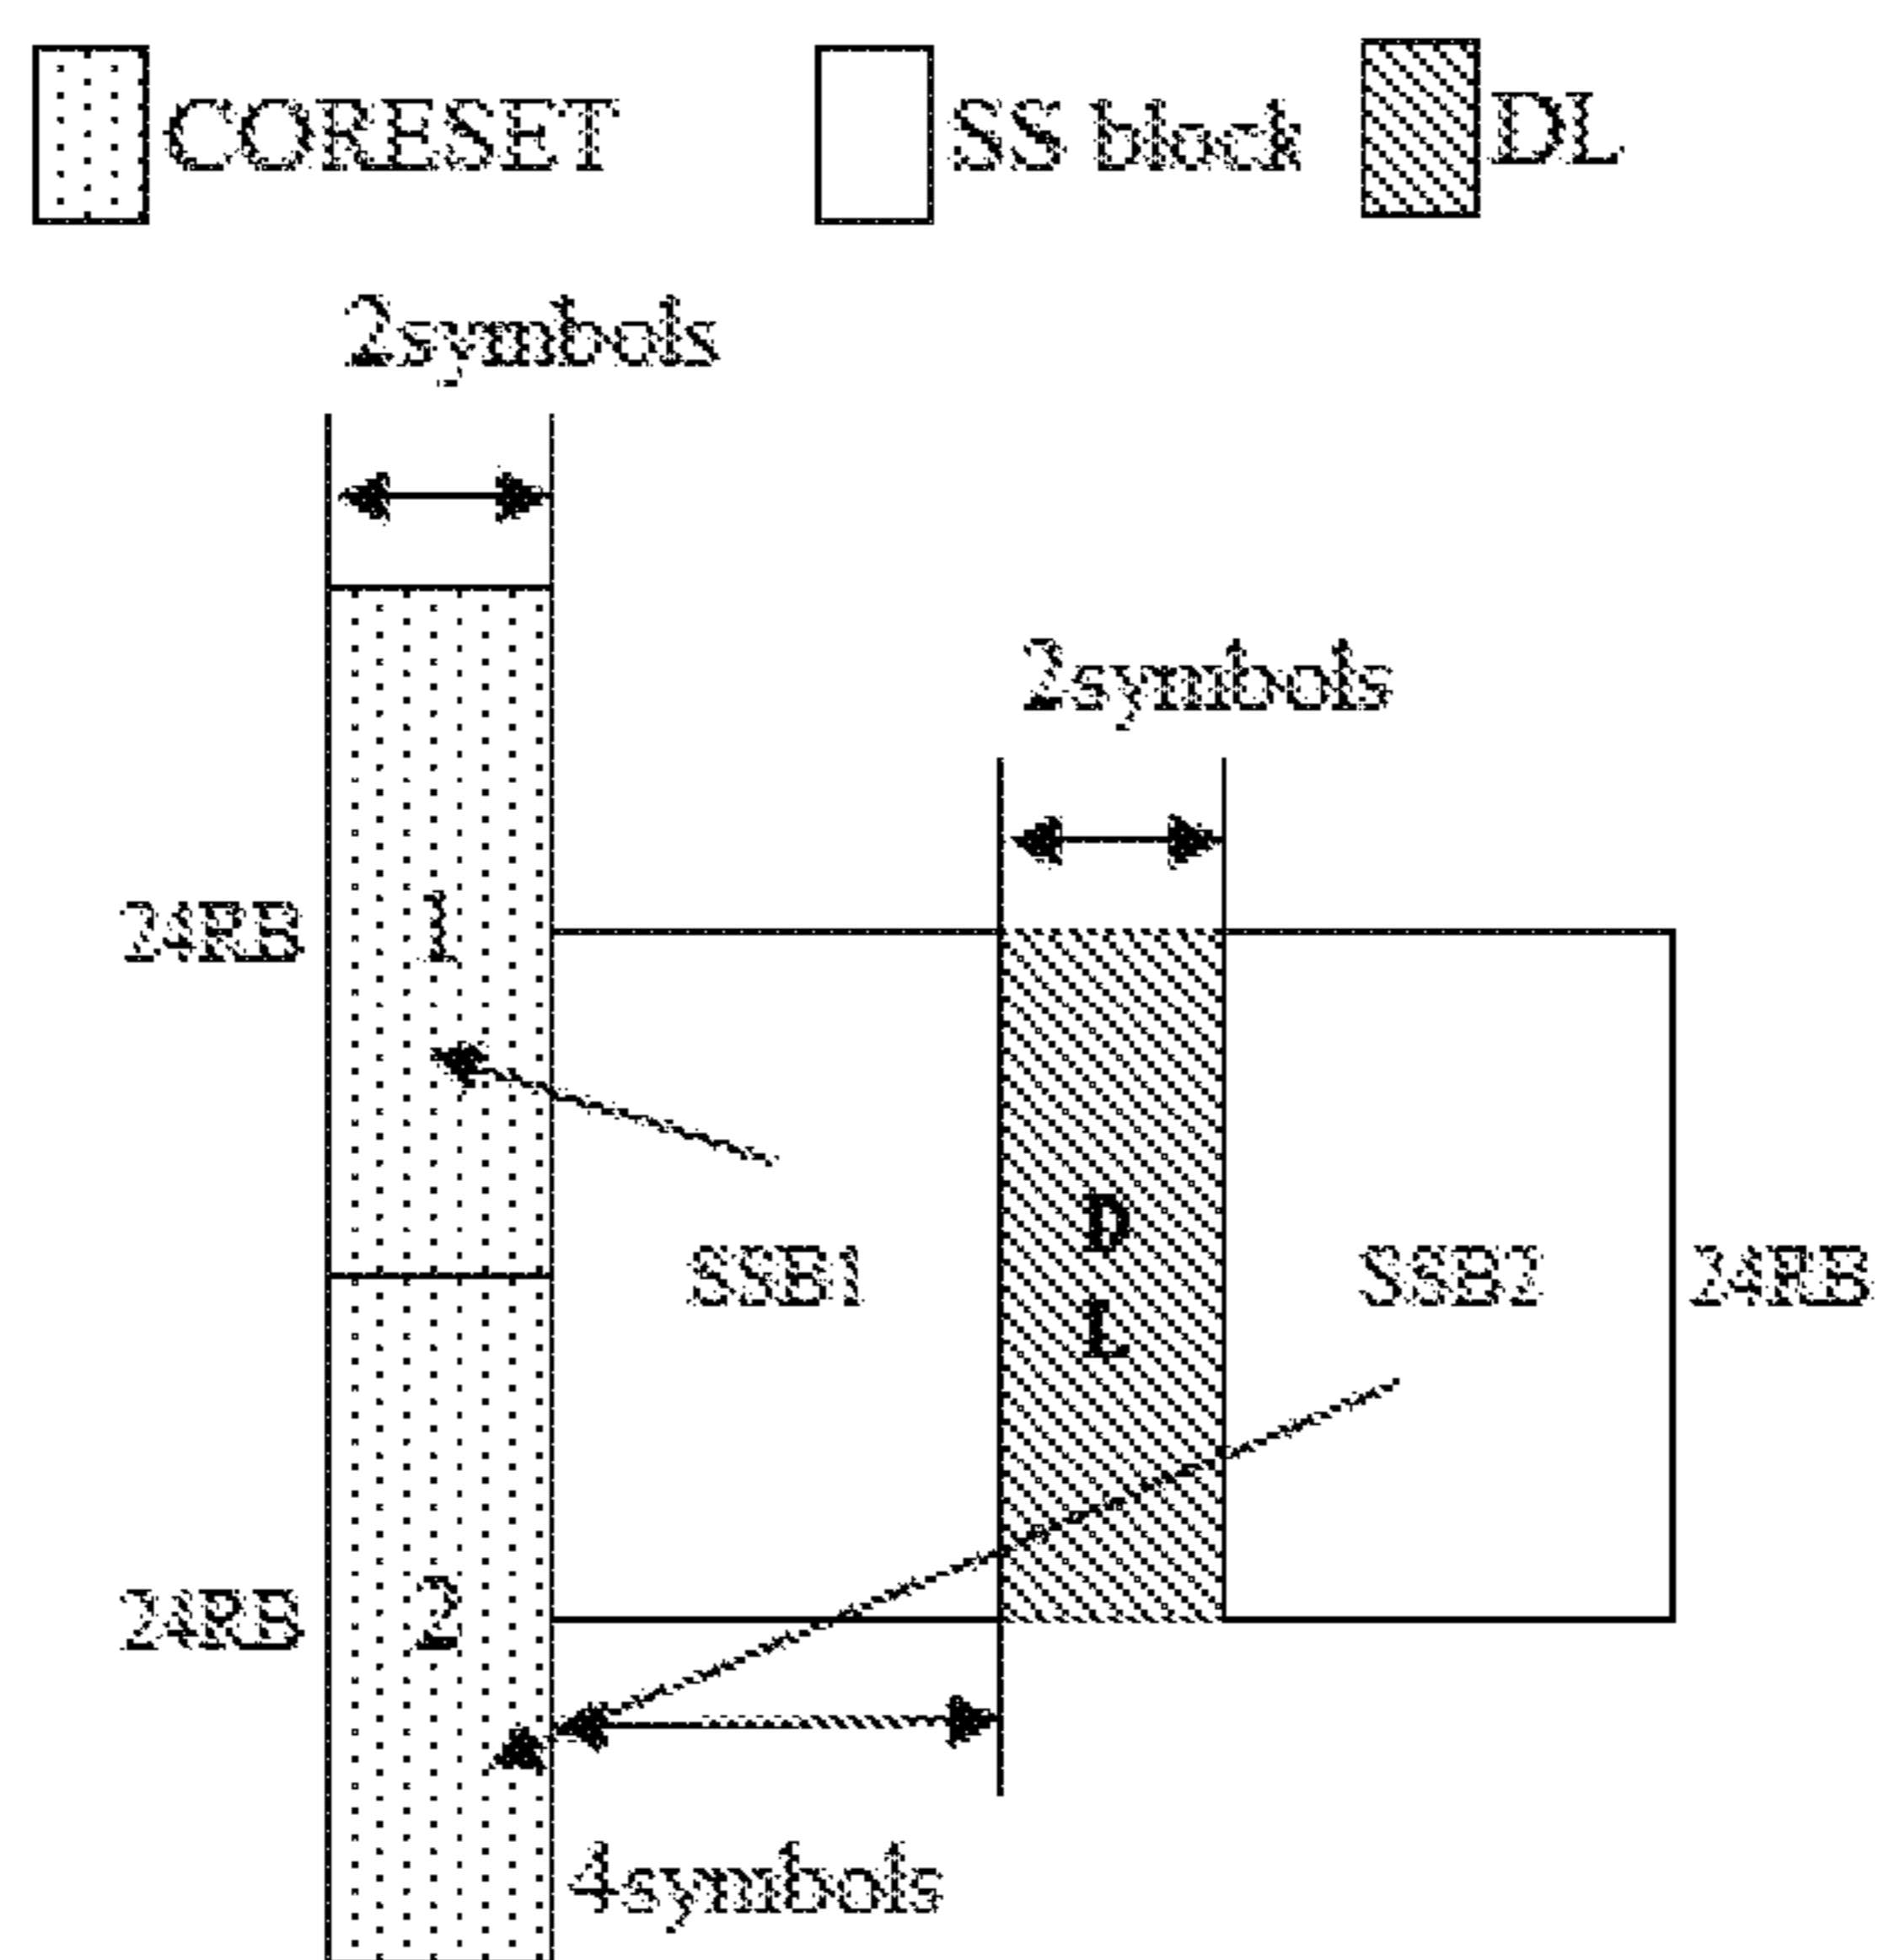 CORESET
SS block
DL
2symbols
2symbols
24RB
1
D
L
SSB1
SSB2
24RB
24RB
2
4symbols